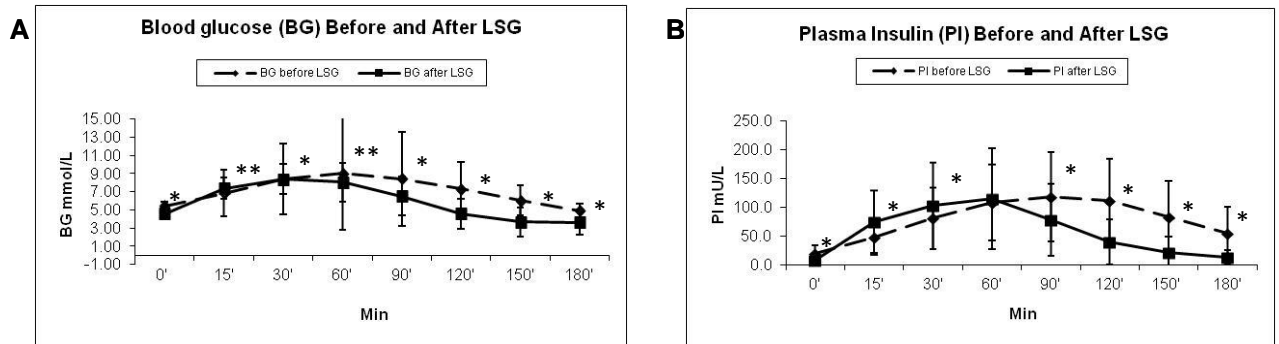 A
Blood glucose (BG) Before and After LSG
BG before LSG BG after LSG
BG mmol/L
15.00
13.00
11.00
9.00
7.00
5.00
3.00
1.00
-1.00
* ** * ** * * * *
0' 15' 30' 60' 90' 120' 150' 180'
Min
B
Plasma Insulin (PI) Before and After LSG
PI before LSG PI after LSG
PI mU/L
250.0
200.0
150.0
100.0
50.0
0.0
* * * * * * *
0' 15' 30' 60' 90' 120' 150' 180'
Min